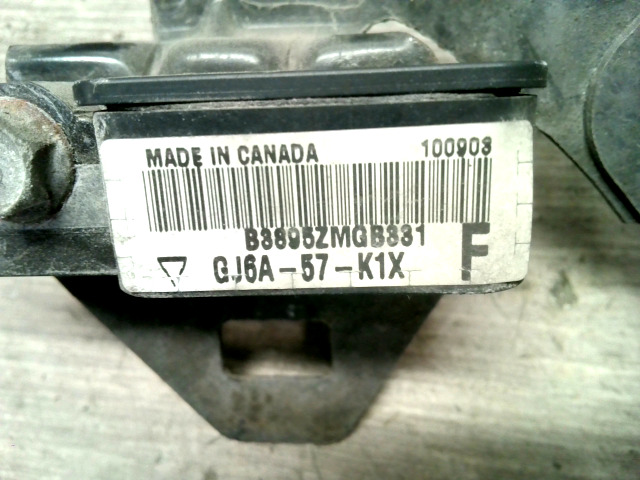 MADE IN CANADA 100903
B3895ZMGB331
GJ6A-57-K1X F